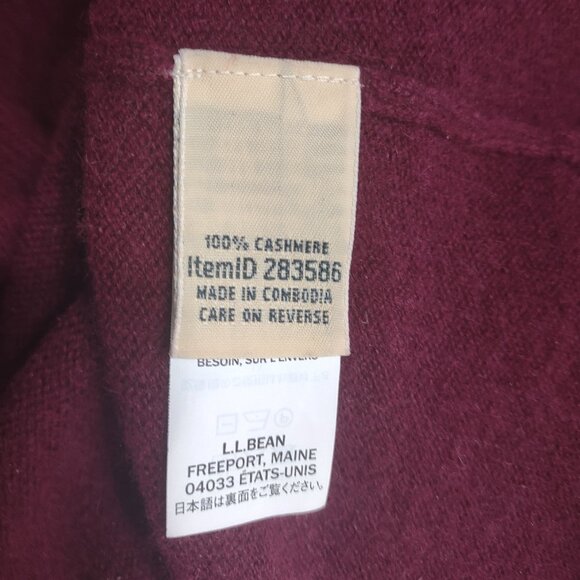 100% CASHMERE
ItemID 283586
MADE IN COMBODIA
CARE ON REVERSE
BESOIN, SUR L'ENVERS
L.L.BEAN
FREEPORT, MAINE
04033 ÉTATS-UNIS
日本語は裏面をご覧ください。